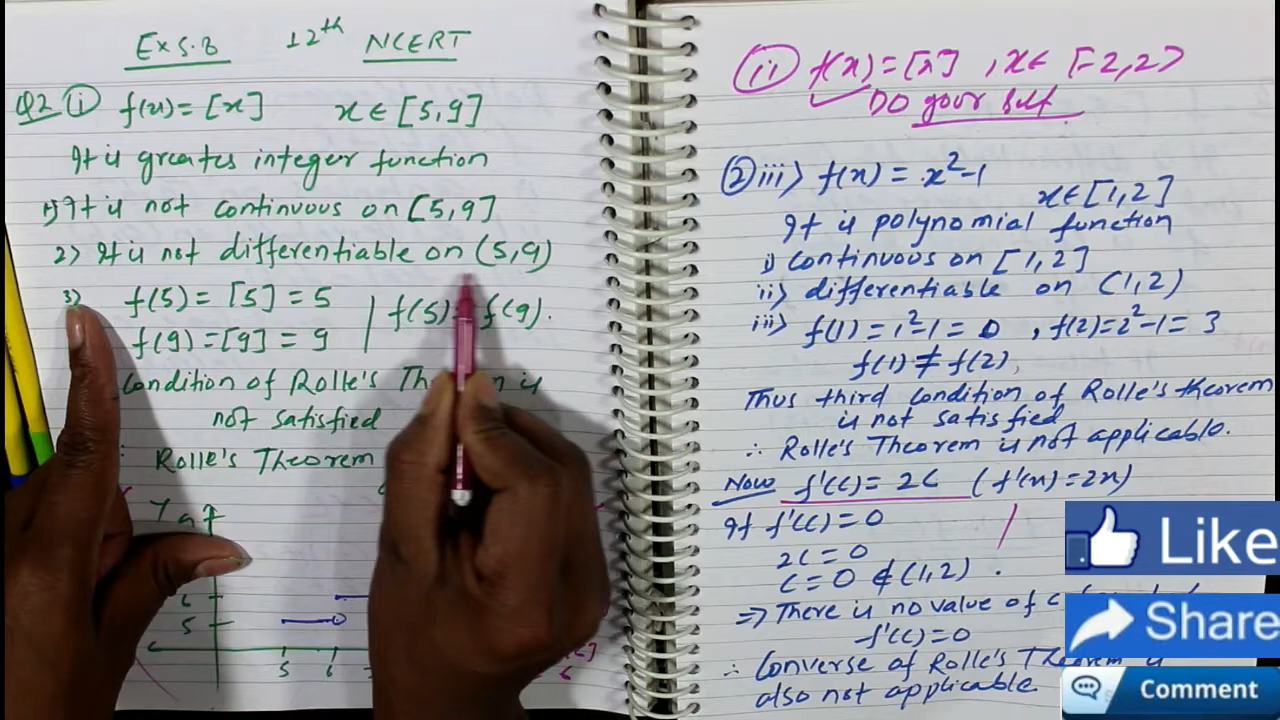 Ex 5.8 12th NCERT
Q2 (i) f(x) = [x] x ∈ [5,9]
It is greates integer function
1) It is not continuous on [5,9]
2) It is not differentiable on (5,9)
3) f(5) = [5] = 5
f(9) = [9] = 9
f(5) f(9).
Condition of Rolle's Th is
not satisfied
∴ Rolle's Theorem
6
5
5 6
6
(ii) f(x) = [x], x ∈ [-2,2]
Do your self
(2)iii) f(x) = x²-1
x ∈ [1,2]
It is polynomial function
i) continuous on [1,2]
ii) differentiable on (1,2)
iii) f(1) = 1²-1 = 0, f(2) = 2²-1 = 3
f(1) ≠ f(2),
Thus third condition of Rolle's theorem
is not satisfied
∴ Rolle's Theorem is not applicable.
Now f'(c) = 2c (f'(x) = 2x)
If f'(c) = 0
2c = 0
c = 0 ∉ (1,2).
⇒ There is no value of c
f'(c) = 0
∴ Converse of Rolle's Theorem is
also not applicable.
Like
Share
Comment